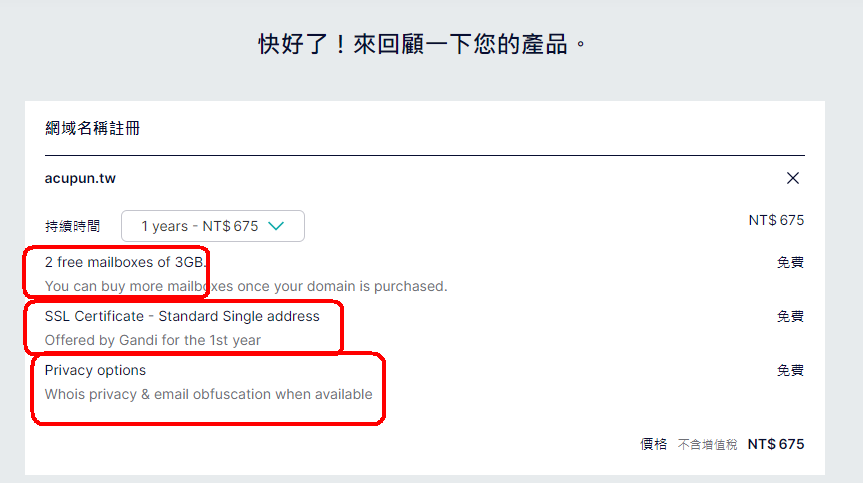 快好了！來回顧一下您的產品。
網域名稱註冊
acupun.tw
持續時間 1 years - NT$ 675 NT$ 675
2 free mailboxes of 3GB. 免費
You can buy more mailboxes once your domain is purchased.
SSL Certificate - Standard Single address 免費
Offered by Gandi for the 1st year
Privacy options 免費
Whois privacy & email obfuscation when available
價格 不含增值稅 NT$ 675